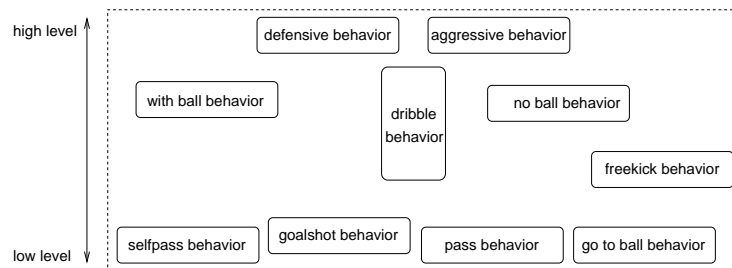 high level
defensive behavior
aggressive behavior
with ball behavior
dribble
behavior
no ball behavior
freekick behavior
selfpass behavior
goalshot behavior
pass behavior
go to ball behavior
low level